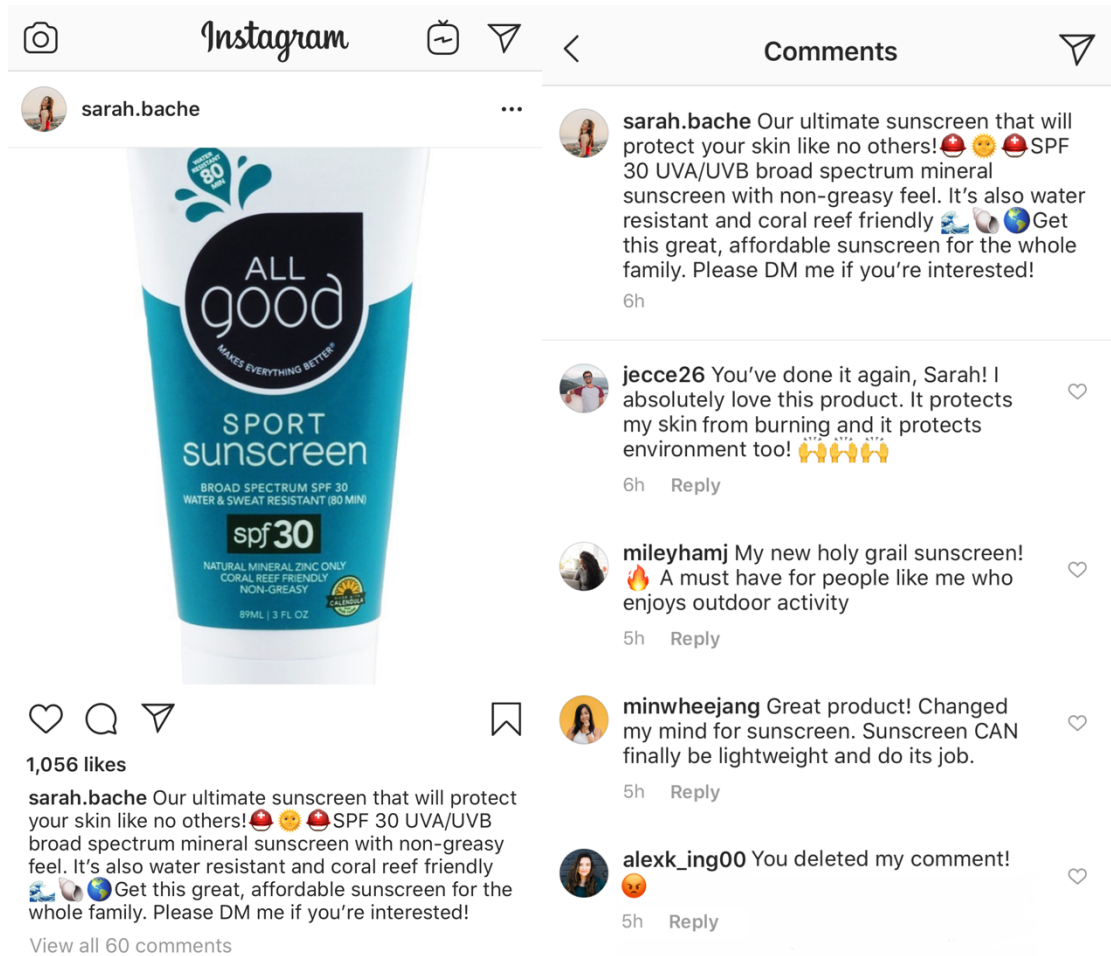 Instagram
sarah.bache
WATER
RESISTANT
80
MIN
ALL
good
MAKES EVERYTHING BETTER®
SPORT
sunscreen
BROAD SPECTRUM SPF 30
WATER & SWEAT RESISTANT (80 MIN)
spf 30
NATURAL MINERAL ZINC ONLY
CORAL REEF FRIENDLY
NON-GREASY
CALENDULA
89ML | 3 FL OZ
1,056 likes
sarah.bache Our ultimate sunscreen that will protect
your skin like no others!⛑️🌞⛑️SPF 30 UVA/UVB
broad spectrum mineral sunscreen with non-greasy
feel. It’s also water resistant and coral reef friendly
🌊🐚🌎Get this great, affordable sunscreen for the
whole family. Please DM me if you’re interested!
View all 60 comments
Comments
sarah.bache Our ultimate sunscreen that will
protect your skin like no others!⛑️🌞⛑️SPF
30 UVA/UVB broad spectrum mineral
sunscreen with non-greasy feel. It’s also water
resistant and coral reef friendly 🌊🐚🌎Get
this great, affordable sunscreen for the whole
family. Please DM me if you’re interested!
6h
jecce26 You’ve done it again, Sarah! I
absolutely love this product. It protects
my skin from burning and it protects
environment too! 🙌🙌🙌
6h Reply
mileyhamj My new holy grail sunscreen!
🔥 A must have for people like me who
enjoys outdoor activity
5h Reply
minwheejang Great product! Changed
my mind for sunscreen. Sunscreen CAN
finally be lightweight and do its job.
5h Reply
alexk_ing00 You deleted my comment!
😡
5h Reply